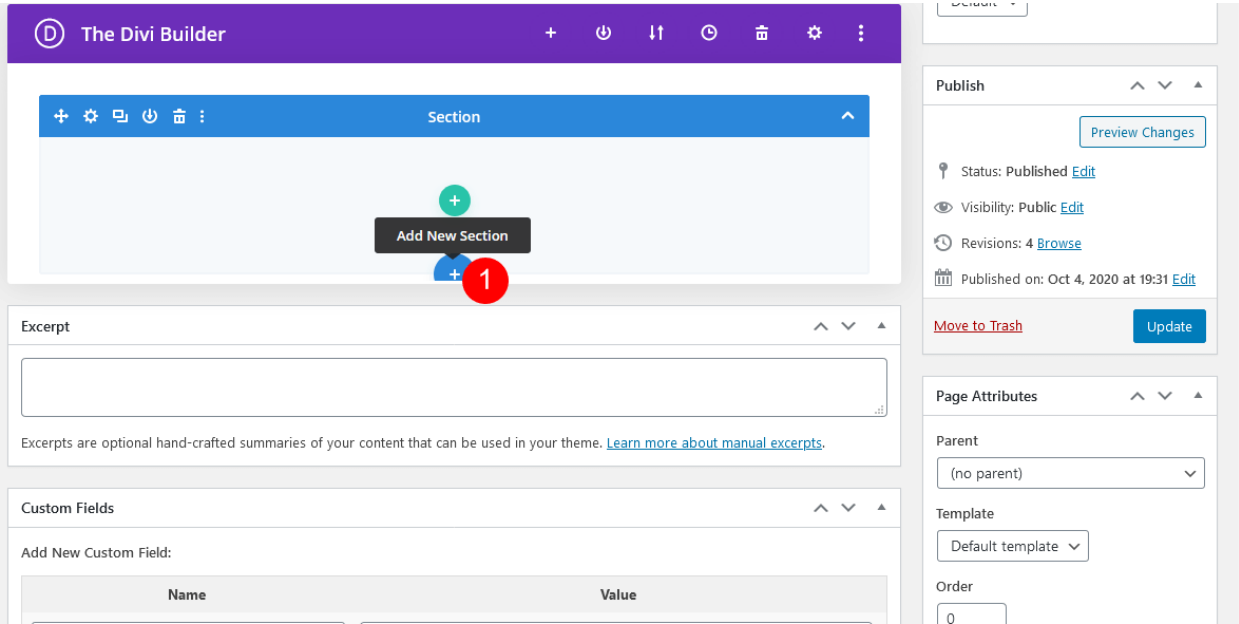 Default
The Divi Builder
Section
Add New Section
1
Publish
Preview Changes
Status: Published Edit
Visibility: Public Edit
Revisions: 4 Browse
Published on: Oct 4, 2020 at 19:31 Edit
Move to Trash
Update
Excerpt
Excerpts are optional hand-crafted summaries of your content that can be used in your theme. Learn more about manual excerpts.
Custom Fields
Add New Custom Field:
Name Value
Page Attributes
Parent
(no parent)
Template
Default template
Order
0